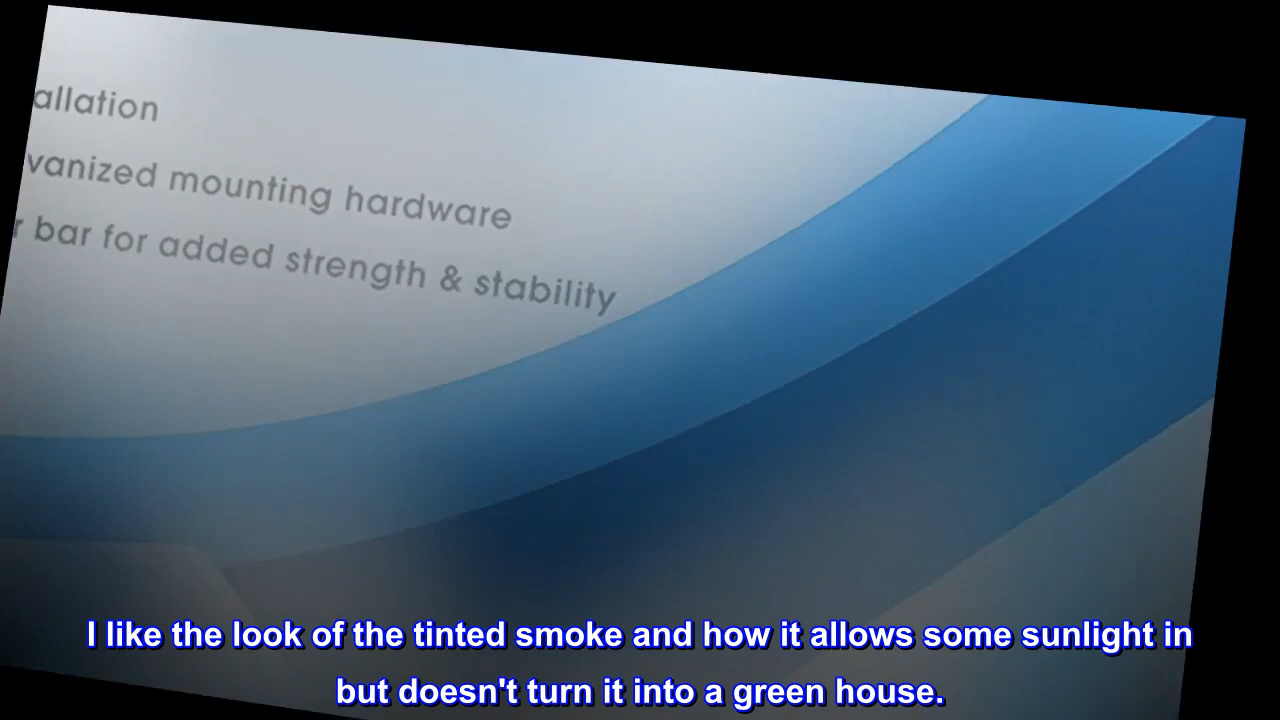 allation
vanized mounting hardware
r bar for added strength & stability
I like the look of the tinted smoke and how it allows some sunlight in
but doesn't turn it into a green house.